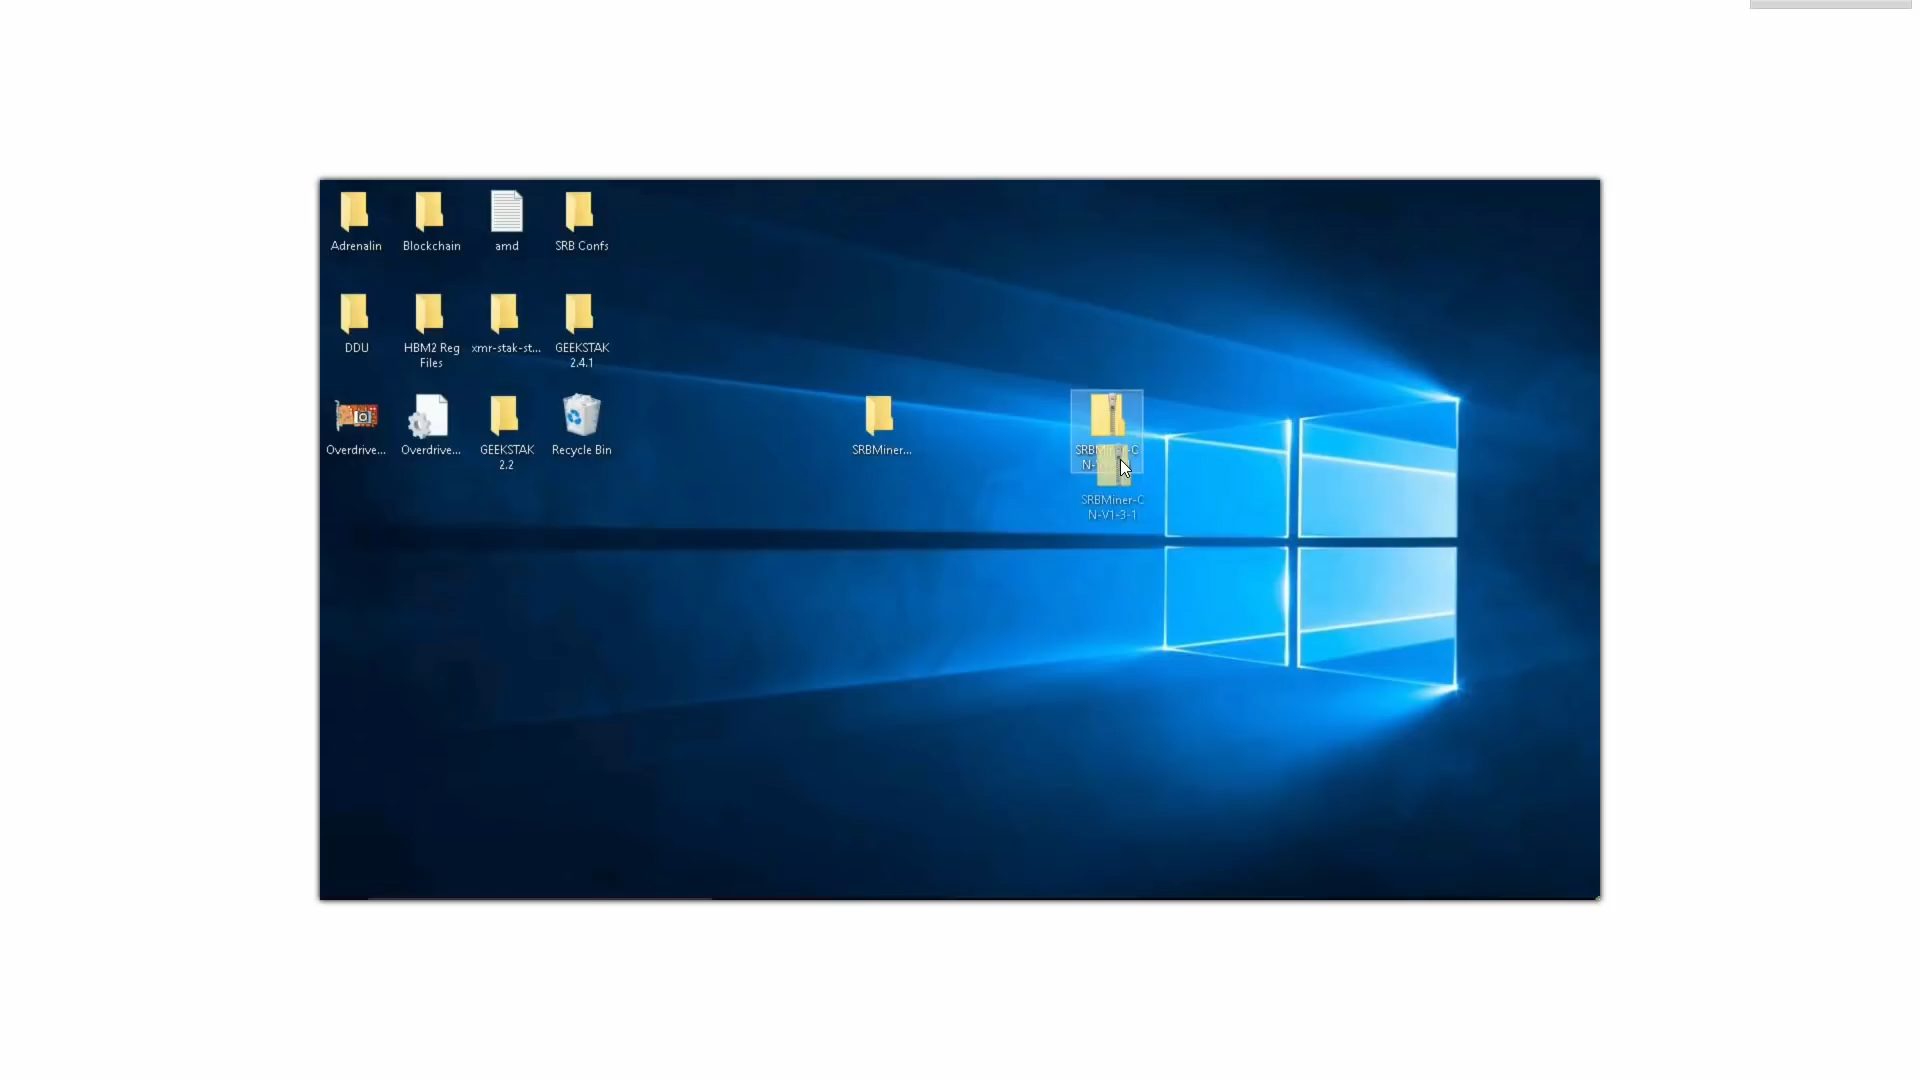 Adrenalin
Blockchain
amd
SRB Confs
DDU
HBM2 Reg
Files
xmr-stak-st...
GEEKSTAK
2.4.1
Overdrive...
Overdrive...
GEEKSTAK
2.2
Recycle Bin
SRBMiner...
SRBMiner-C
N-V1-3-1